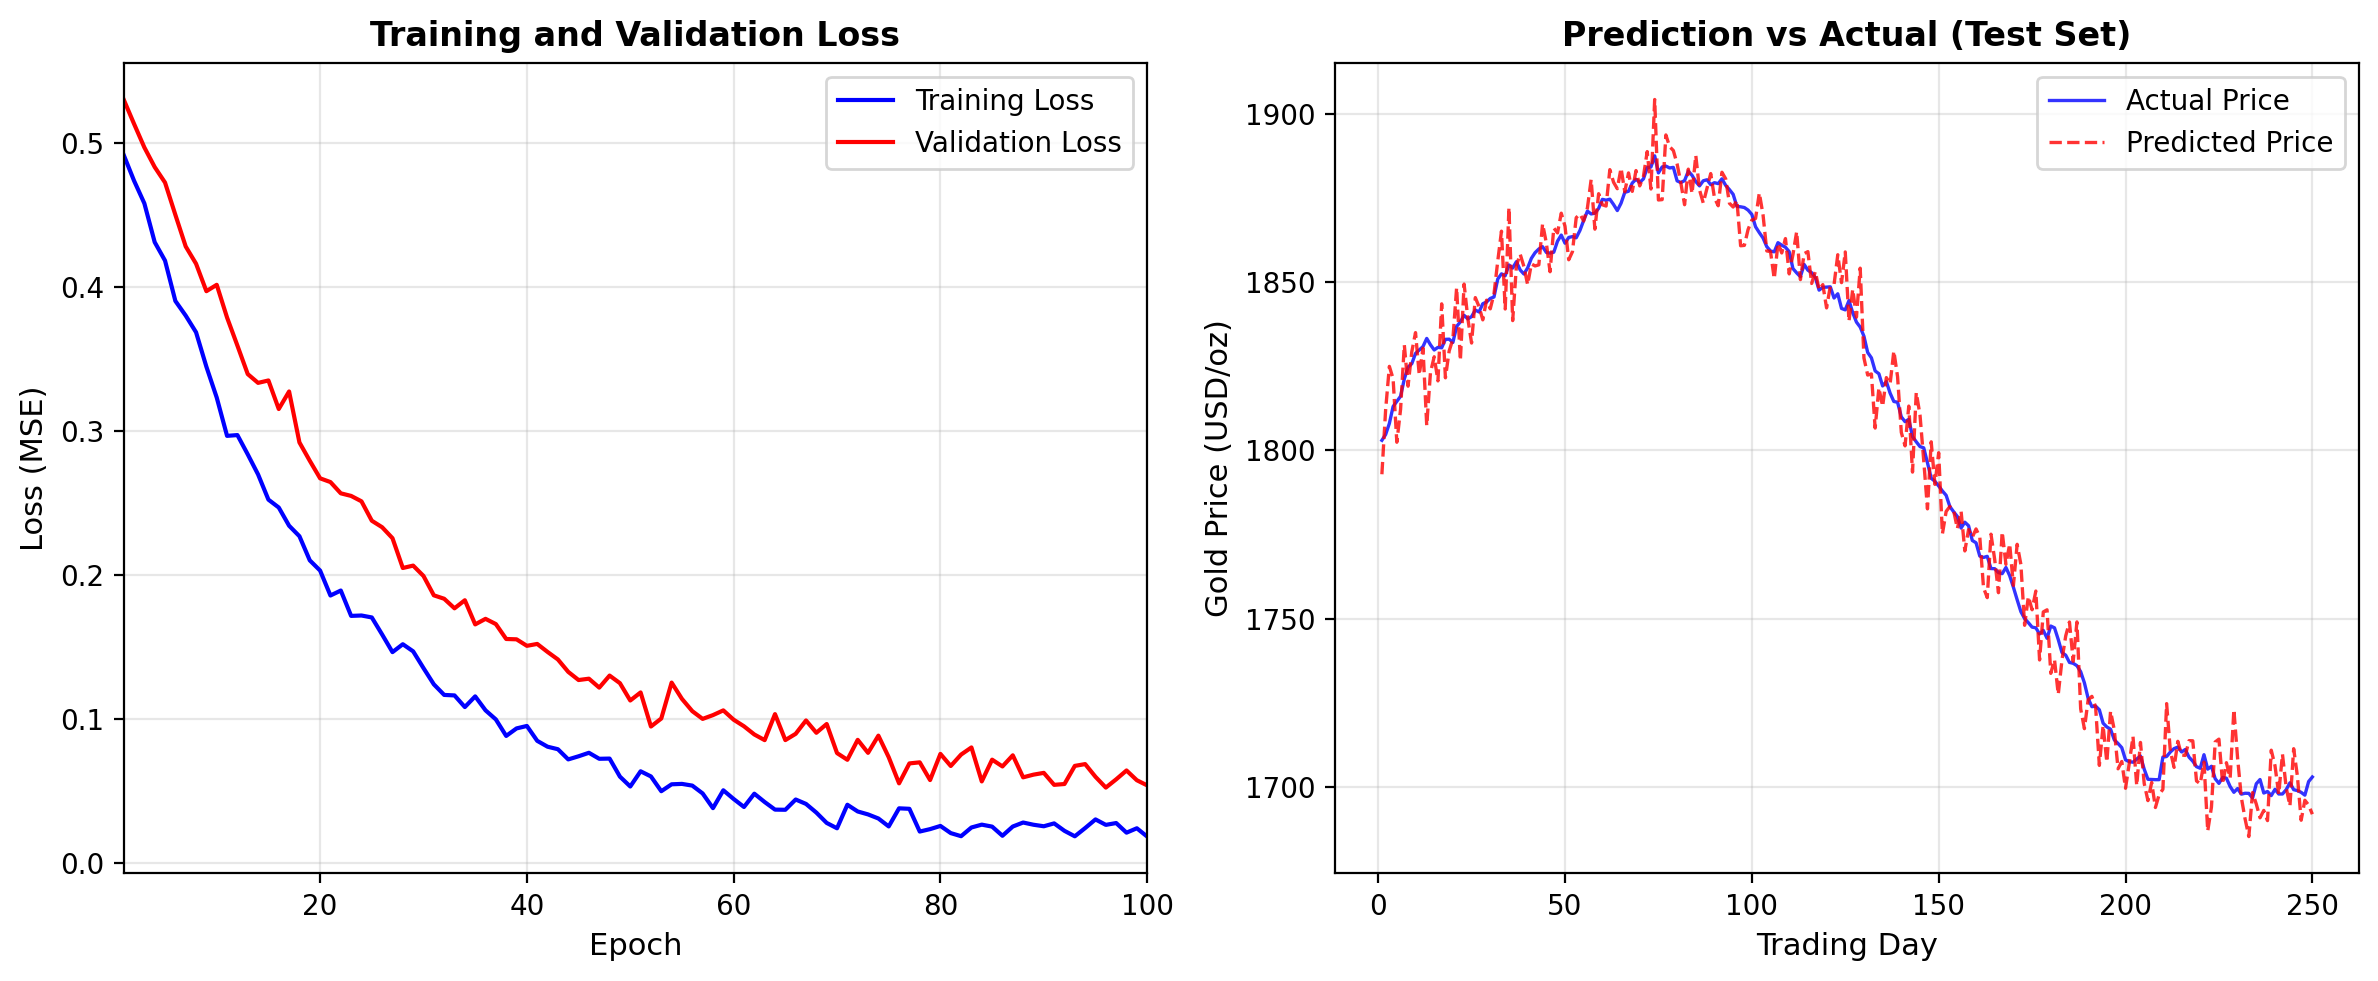 Training and Validation Loss
Loss (MSE)
0.5
0.4
0.3
0.2
0.1
0.0
Training Loss
Validation Loss
20 40 60 80 100
Epoch
Prediction vs Actual (Test Set)
Gold Price (USD/oz)
1900
1850
1800
1750
1700
Actual Price
Predicted Price
0 50 100 150 200 250
Trading Day